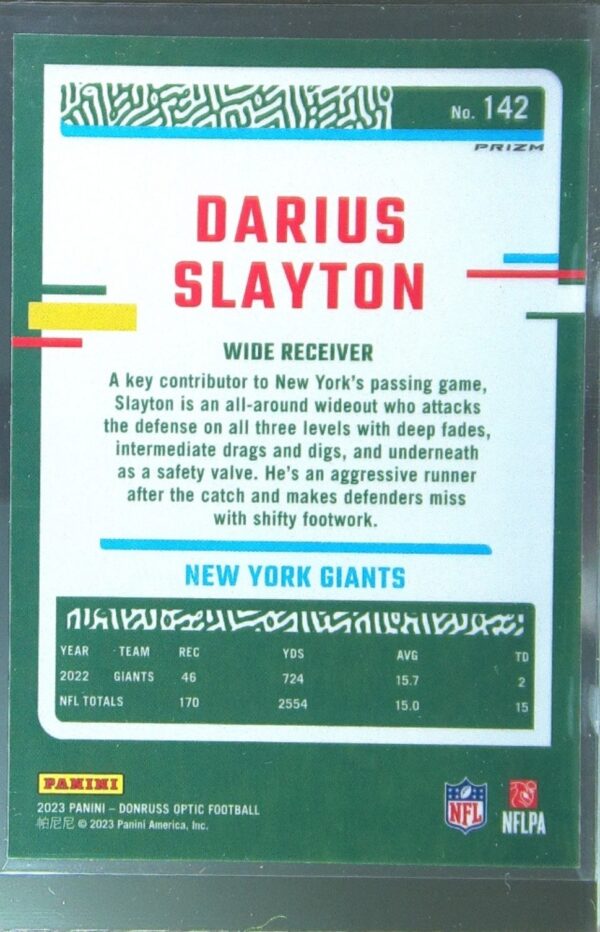 No. 142
PRIZM
DARIUS
SLAYTON
WIDE RECEIVER
A key contributor to New York's passing game,
Slayton is an all-around wideout who attacks
the defense on all three levels with deep fades,
intermediate drags and digs, and underneath
as a safety valve. He's an aggressive runner
after the catch and makes defenders miss
with shifty footwork.
NEW YORK GIANTS
YEAR TEAM REC YDS AVG TD
2022 GIANTS 46 724 15.7 2
NFL TOTALS 170 2554 15.0 15
PANINI
2023 PANINI – DONRUSS OPTIC FOOTBALL
帕尼尼 © 2023 Panini America, Inc.
NFL
NFLPA